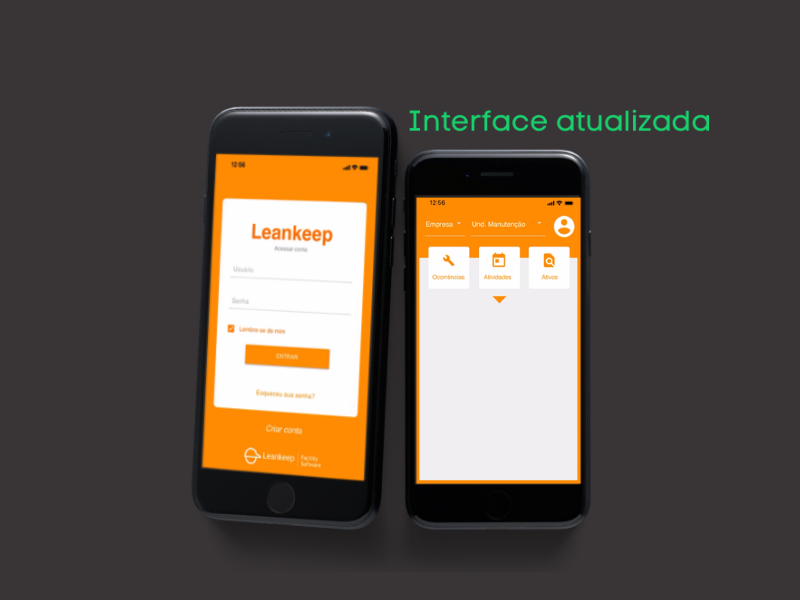 Interface atualizada
12:56
Leankeep
Acessar conta
Usuário
Senha
Lembre-se de mim
ENTRAR
Esqueceu sua senha?
Criar conta
Leankeep
Facility
Software
12:56
Empresa
Und. Manutenção
Ocorrências
Atividades
Ativos